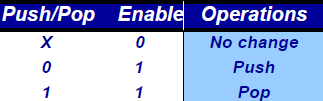 Push/Pop Enable Operations
X 0 No change
0 1 Push
1 1 Pop